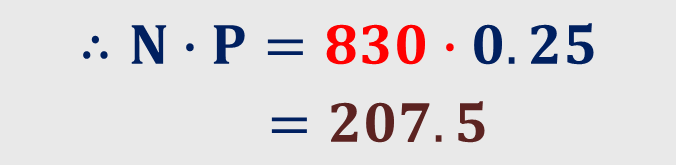 ∴ N · P = 830 · 0.25
= 207.5